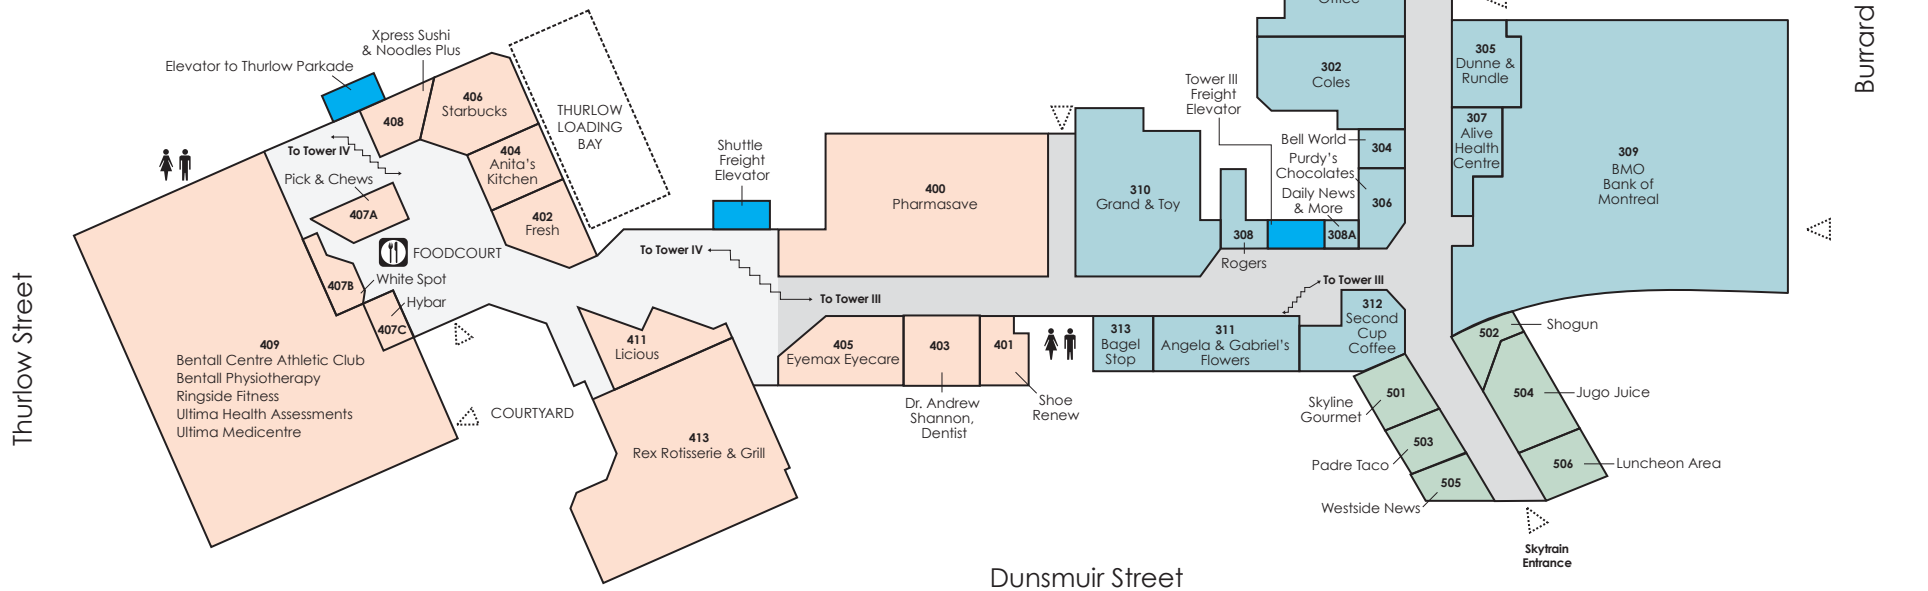 Xpress Sushi
& Noodles Plus
Elevator to Thurlow Parkade
406
Starbucks
408
THURLOW
LOADING
BAY
To Tower IV
404
Anita's
Kitchen
Pick & Chews
407A
402
Fresh
FOODCOURT
White Spot
407B
Hybar
407C
409
Bentall Centre Athletic Club
Bentall Physiotherapy
Ringside Fitness
Ultima Health Assessments
Ultima Medicentre
Thurlow Street
COURTYARD
411
Licious
413
Rex Rotisserie & Grill
Shuttle
Freight
Elevator
To Tower IV
To Tower III
400
Pharmasave
405
Eyemax Eyecare
403
401
Dr. Andrew
Shannon,
Dentist
Shoe
Renew
310
Grand & Toy
Tower III
Freight
Elevator
302
Coles
Bell World
304
Purdy's
Chocolates
306
Daily News
& More
308
308A
Rogers
To Tower III
313
Bagel
Stop
311
Angela & Gabriel's
Flowers
312
Second
Cup
Coffee
305
Dunne &
Rundle
307
Alive
Health
Centre
309
BMO
Bank of
Montreal
Burrard
502
Shogun
501
Skyline
Gourmet
504
Jugo Juice
503
Padre Taco
506
Luncheon Area
505
Westside News
Skytrain
Entrance
Dunsmuir Street